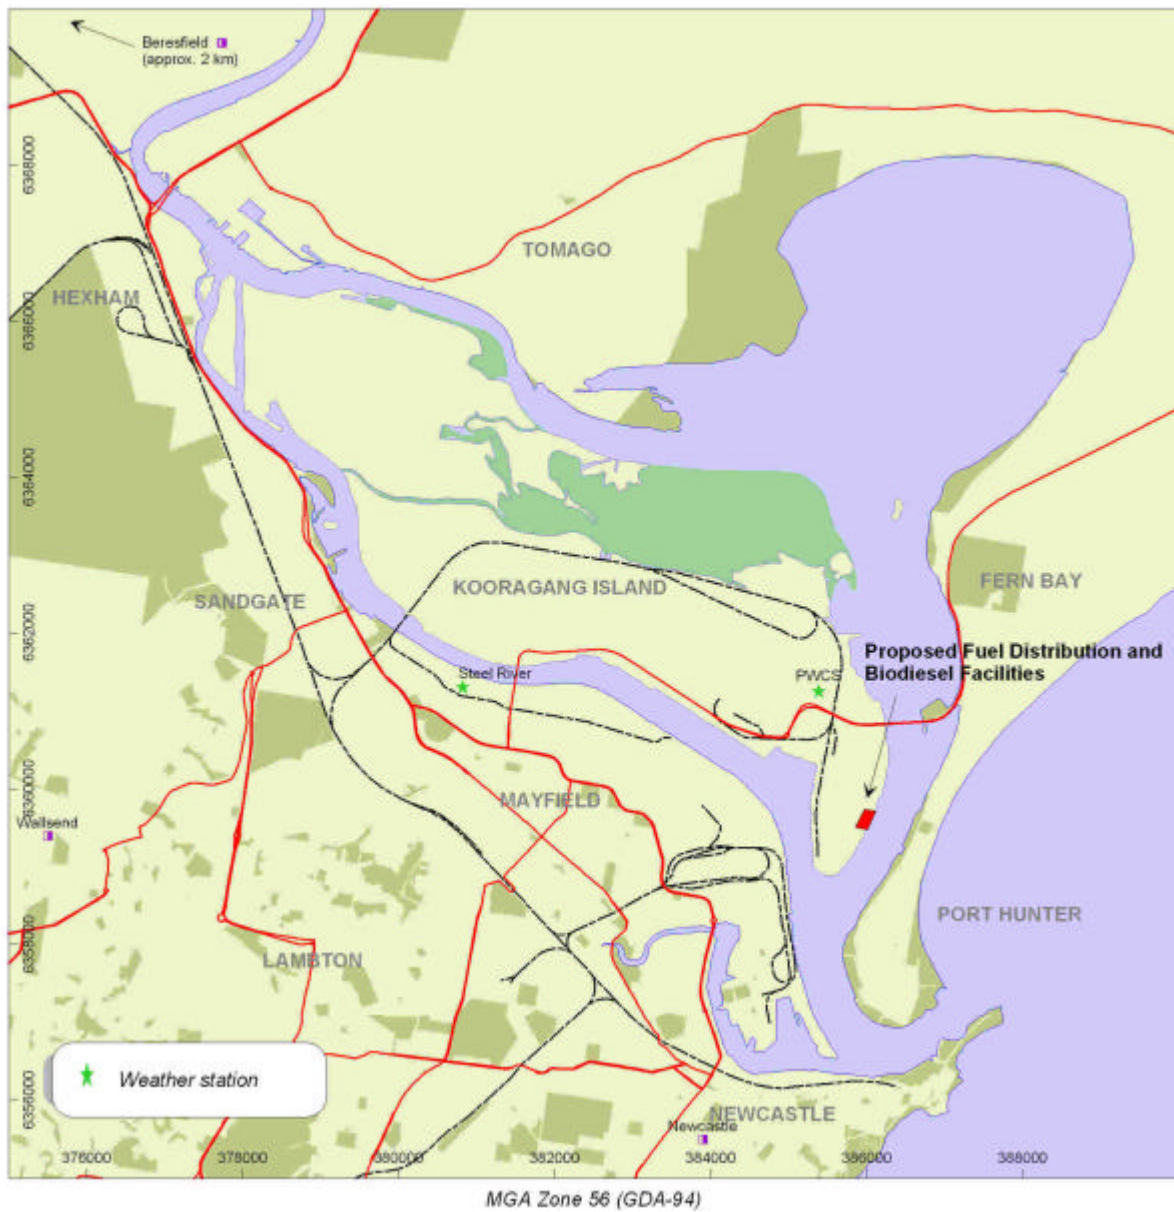 Beresfield
(approx. 2 km)
6368000
TOMAGO
HEXHAM
6366000
6364000
KOORAGANG ISLAND
FERN BAY
SANDGATE
6362000
Proposed Fuel Distribution and
Biodiesel Facilities
Steel River
PWCS
6360000
MAYFIELD
Wallsend
PORT HUNTER
6358000
LAMBTON
Weather station
6356000
NEWCASTLE
Newcastle
376000
378000
380000
382000
384000
386000
388000
MGA Zone 56 (GDA-94)